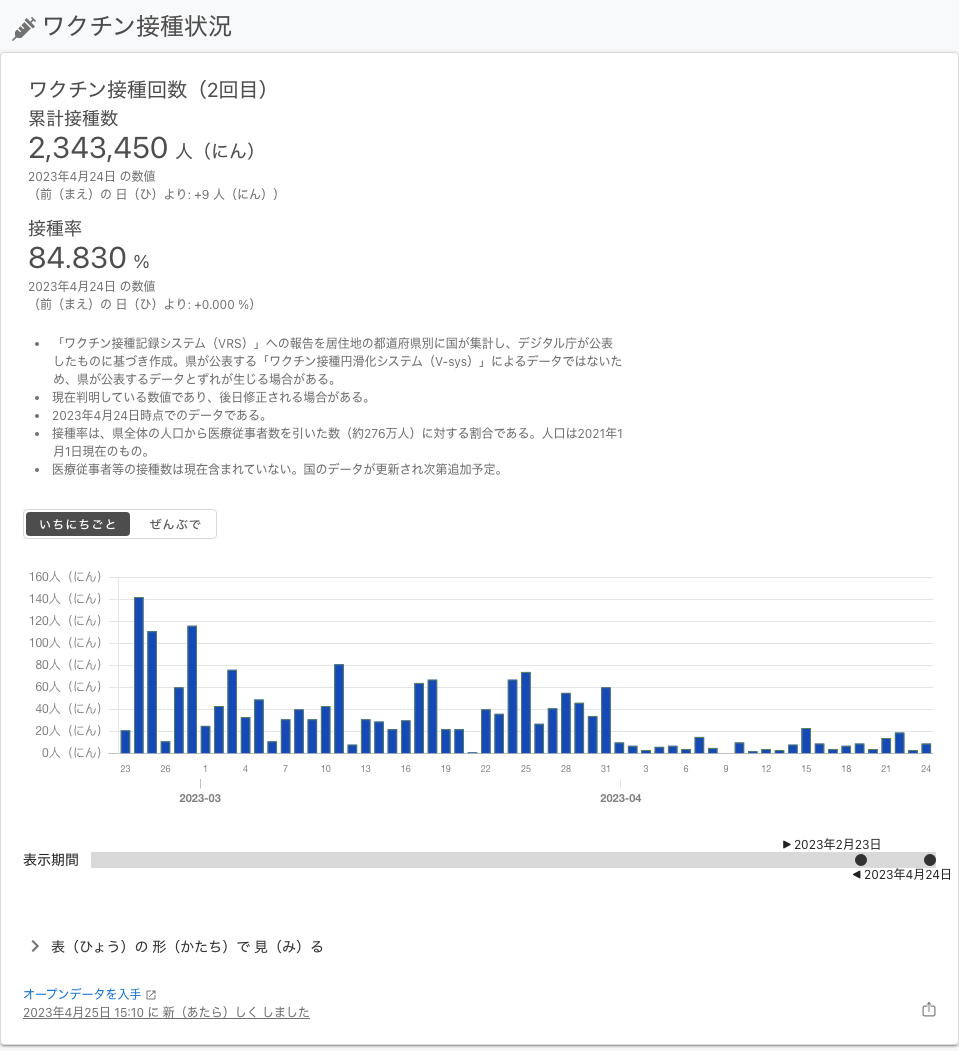 ワクチン接種状況
ワクチン接種回数（2回目）
累計接種数
2,343,450 人（にん）
2023年4月24日 の数値
（前（まえ）の 日（ひ）より: +9 人（にん））
接種率
84.830 %
2023年4月24日 の数値
（前（まえ）の 日（ひ）より: +0.000 %）
• 「ワクチン接種記録システム（VRS）」への報告を居住地の都道府県別に国が集計し、デジタル庁が公表
したものに基づき作成。県が公表する「ワクチン接種円滑化システム（V-sys）」によるデータではないた
め、県が公表するデータとずれが生じる場合がある。
• 現在判明している数値であり、後日修正される場合がある。
• 2023年4月24日時点でのデータである。
• 接種率は、県全体の人口から医療従事者数を引いた数（約276万人）に対する割合である。人口は2021年1
月1日現在のもの。
• 医療従事者等の接種数は現在含まれていない。国のデータが更新され次第追加予定。
いちにちごと ぜんぶで
160人（にん）
140人（にん）
120人（にん）
100人（にん）
80人（にん）
60人（にん）
40人（にん）
20人（にん）
0人（にん）
23 26 1 4 7 10 13 16 19 22 25 28 31 3 6 9 12 15 18 21 24
2023-03 2023-04
▶ 2023年2月23日
表示期間
◀ 2023年4月24日
表（ひょう）の 形（かたち）で 見（み）る
オープンデータを入手
2023年4月25日 15:10 に 新（あたら）しく しました